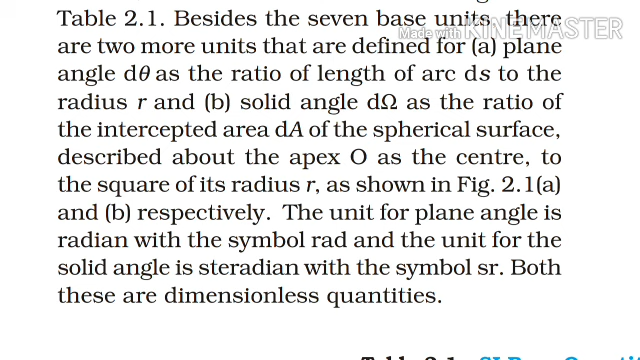 Table 2.1. Besides the seven base units, there
are two more units that are defined for (a) plane
angle dθ as the ratio of length of arc ds to the
radius r and (b) solid angle dΩ as the ratio of
the intercepted area dA of the spherical surface,
described about the apex O as the centre, to
the square of its radius r, as shown in Fig. 2.1(a)
and (b) respectively. The unit for plane angle is
radian with the symbol rad and the unit for the
solid angle is steradian with the symbol sr. Both
these are dimensionless quantities.
Made with KINEMASTER